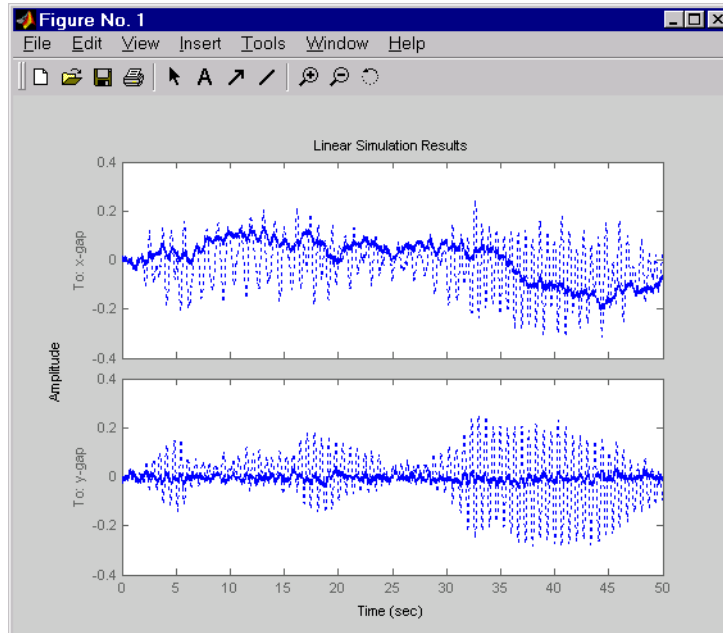 Figure No. 1
File Edit View Insert Tools Window Help
A
Linear Simulation Results
0.4
0.2
0
-0.2
-0.4
To: x-gap
Amplitude
0.4
0.2
0
-0.2
-0.4
To: y-gap
0 5 10 15 20 25 30 35 40 45 50
Time (sec)